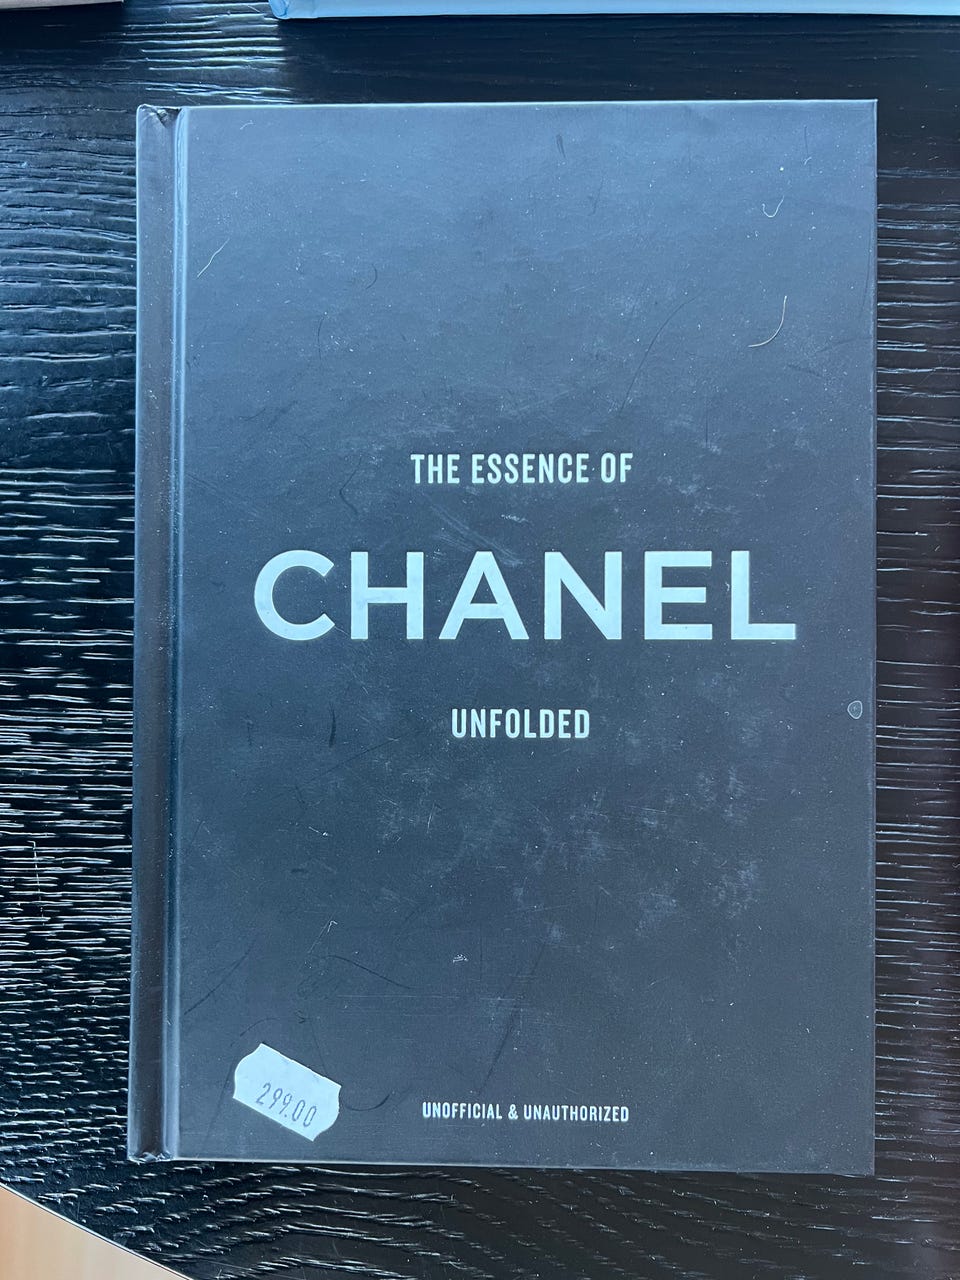 THE ESSENCE OF
CHANEL
UNFOLDED
299.00
UNOFFICIAL & UNAUTHORIZED